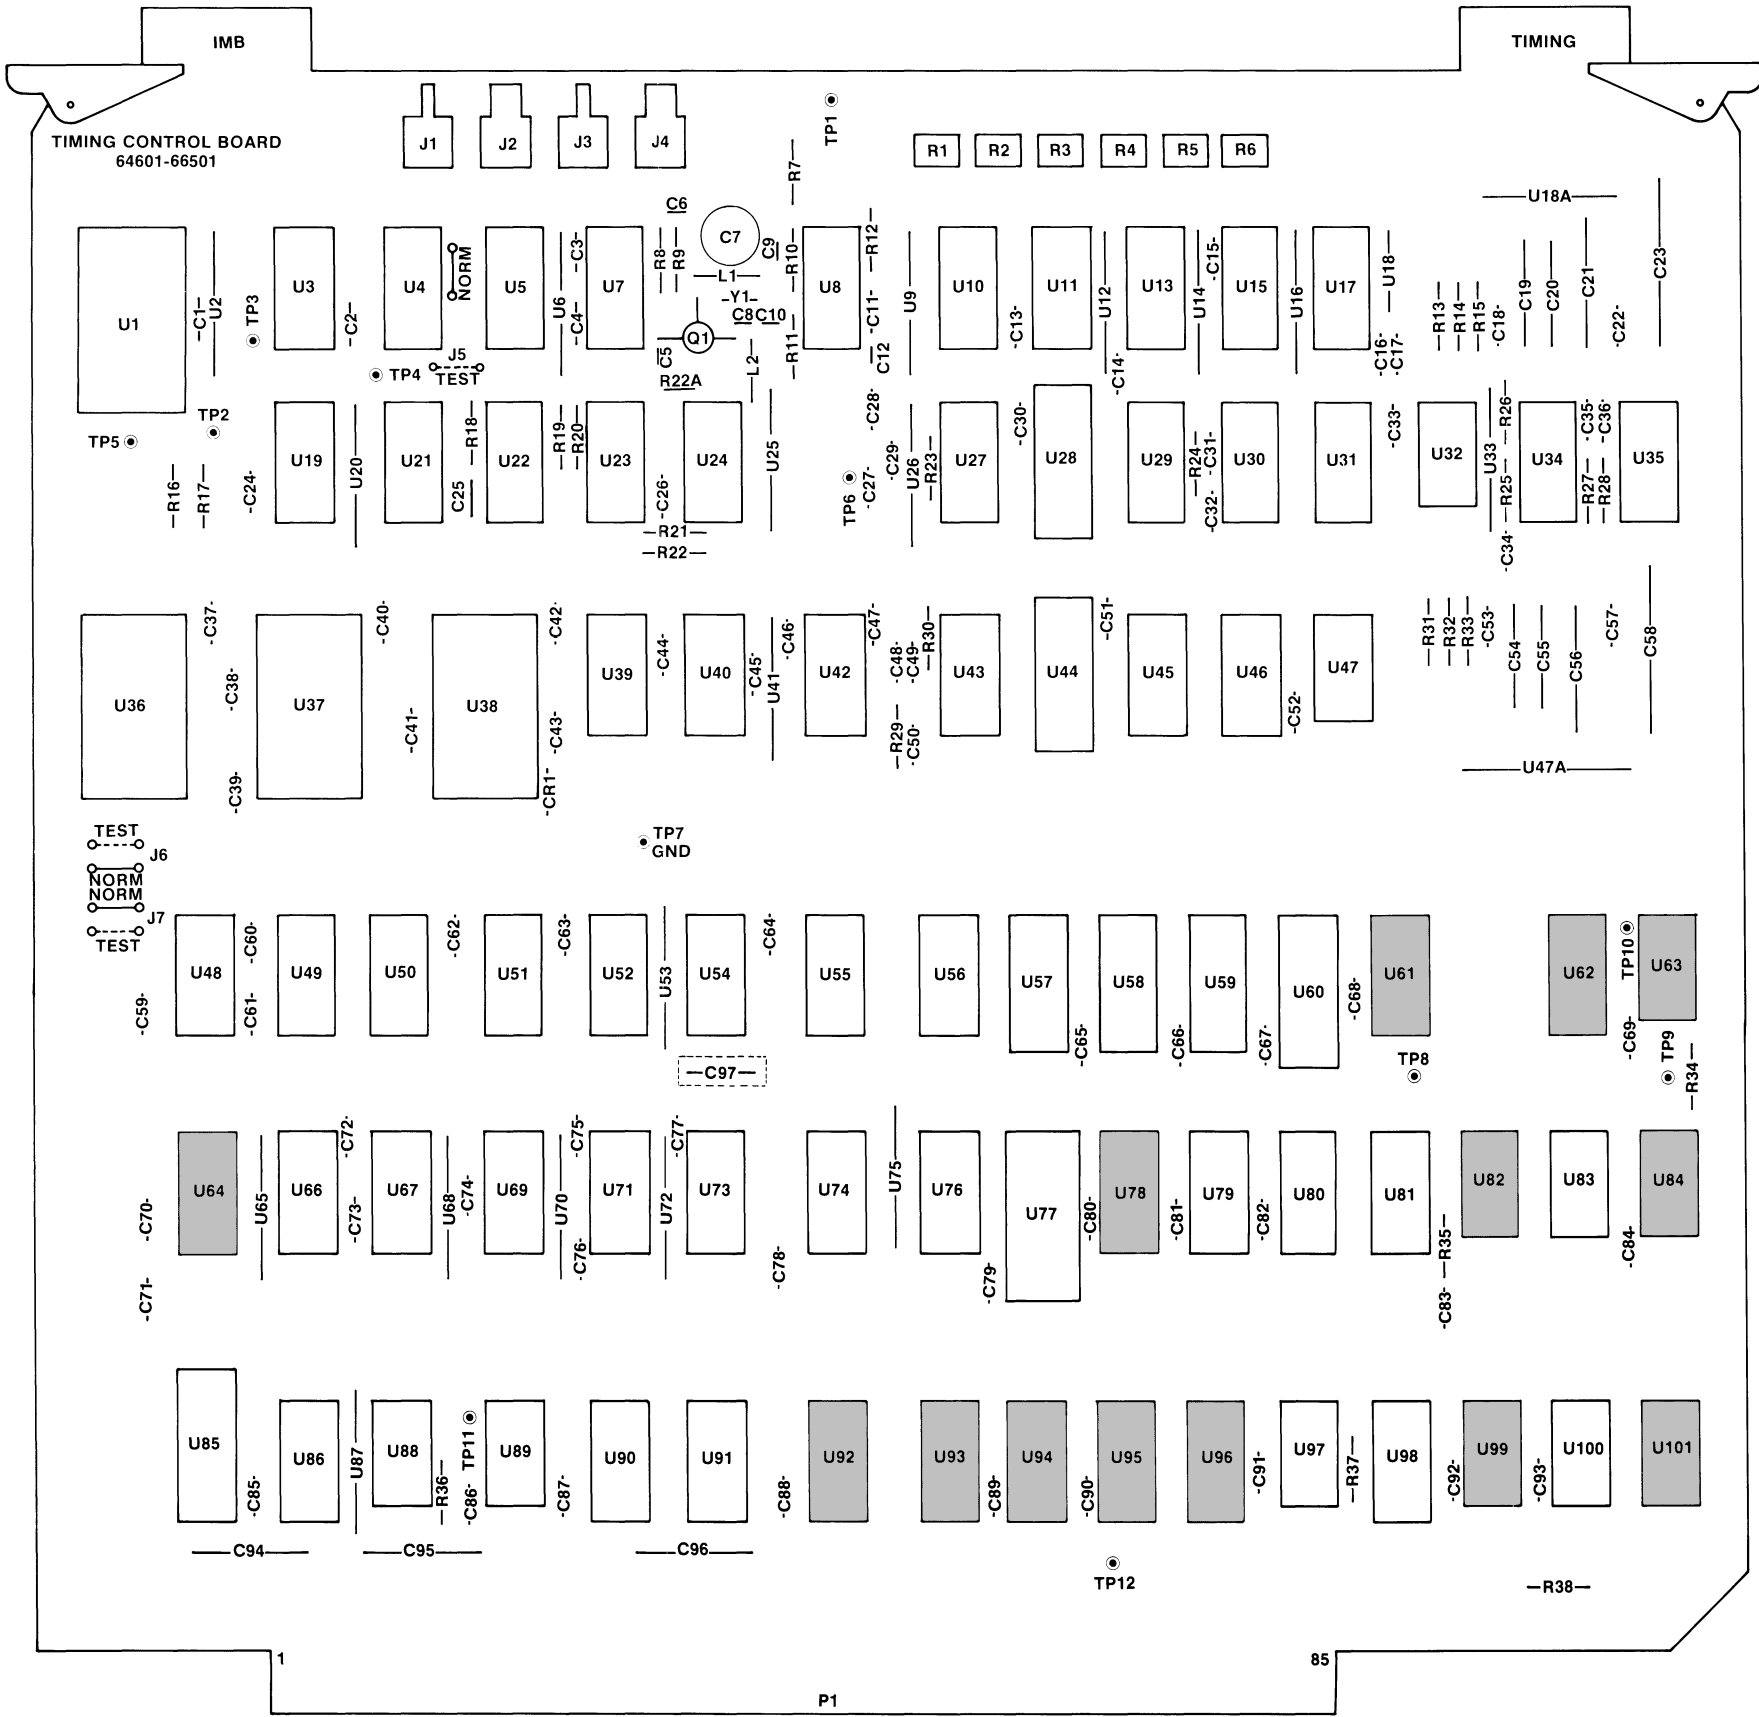 IMB
TIMING
TIMING CONTROL BOARD
64601-66501
J1
J2
J3
J4
TP1
R1
R2
R3
R4
R5
R6
R7
U18A
C6
C7
C9
R8
R9
R10
L1
Y1
C8
C10
Q1
C5
R22A
L2
R11
U1
C1
U2
TP3
U3
C2
U4
NORM
J5
TEST
TP4
U5
U6
C3
C4
U7
U8
R12
C11
C12
U9
U10
C13
U11
U12
C14
U13
U14
C15
U15
U16
U17
U18
C16
C17
R13
R14
R15
C18
C19
C20
C21
C22
C23
TP2
TP5
R16
R17
C24
U19
U20
U21
R18
C25
U22
R19
R20
U23
C26
R21
R22
U24
U25
TP6
C27
C28
C29
U26
R23
U27
C30
U28
U29
R24
C31
C32
U30
U31
C33
U32
U33
R26
R25
C34
U34
C35
C36
R27
R28
U35
U36
C37
C38
C39
U37
C40
C41
U38
C42
C43
CR1
U39
C44
U40
C45
U41
C46
U42
C47
C48
C49
R30
R29
C50
U43
U44
C51
U45
U46
C52
U47
R31
R32
R33
C53
C54
C55
C56
C57
C58
U47A
TEST
J6
NORM
NORM
J7
TEST
TP7
GND
C59
U48
C60
C61
U49
U50
C62
U51
C63
U52
U53
U54
C64
C97
U55
U56
U57
C65
U58
C66
U59
C67
U60
C68
U61
TP8
U62
TP10
U63
C69
TP9
R34
C70
C71
U64
U65
U66
C72
C73
U67
U68
C74
U69
U70
C75
C76
U71
U72
C77
U73
C78
U74
U75
U76
C79
U77
C80
U78
C81
U79
C82
U80
U81
R35
C83
U82
U83
C84
U84
U85
C85
U86
U87
U88
R36
TP11
C86
U89
C87
U90
U91
C88
U92
U93
C89
U94
C90
U95
U96
C91
U97
R37
U98
C92
U99
C93
U100
U101
C94
C95
C96
TP12
R38
1
85
P1